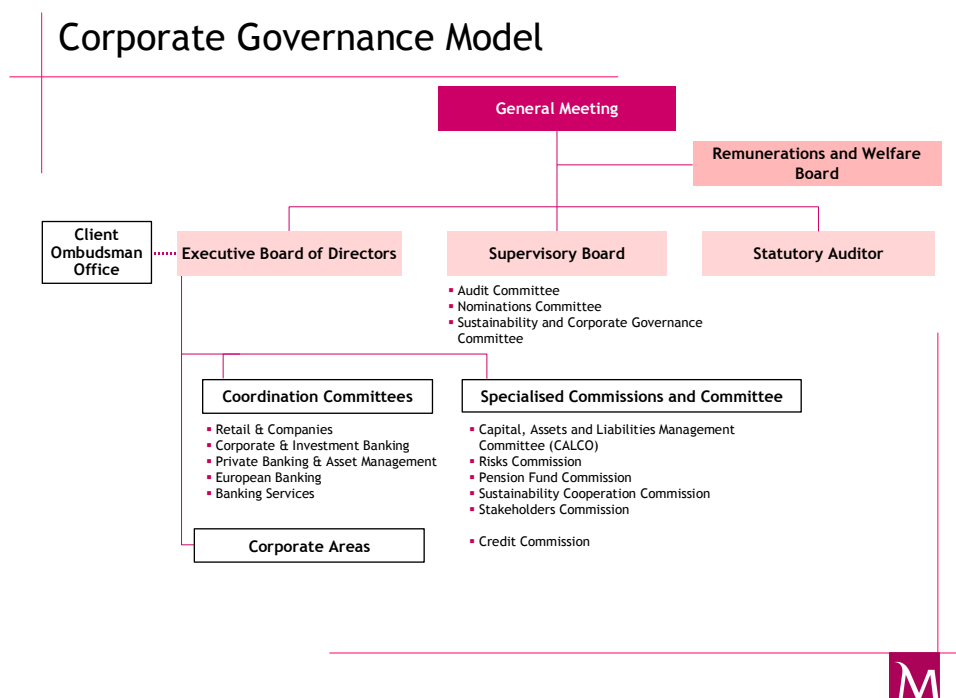 Corporate Governance Model
General Meeting
Remunerations and Welfare
Board
Client
Ombudsman
Office
Executive Board of Directors
Supervisory Board
Statutory Auditor
▪ Audit Committee
▪ Nominations Committee
▪ Sustainability and Corporate Governance
Committee
Coordination Committees
▪ Retail & Companies
▪ Corporate & Investment Banking
▪ Private Banking & Asset Management
▪ European Banking
▪ Banking Services
Specialised Commissions and Committee
▪ Capital, Assets and Liabilities Management
Committee (CALCO)
▪ Risks Commission
▪ Pension Fund Commission
▪ Sustainability Cooperation Commission
▪ Stakeholders Commission
▪ Credit Commission
Corporate Areas
M